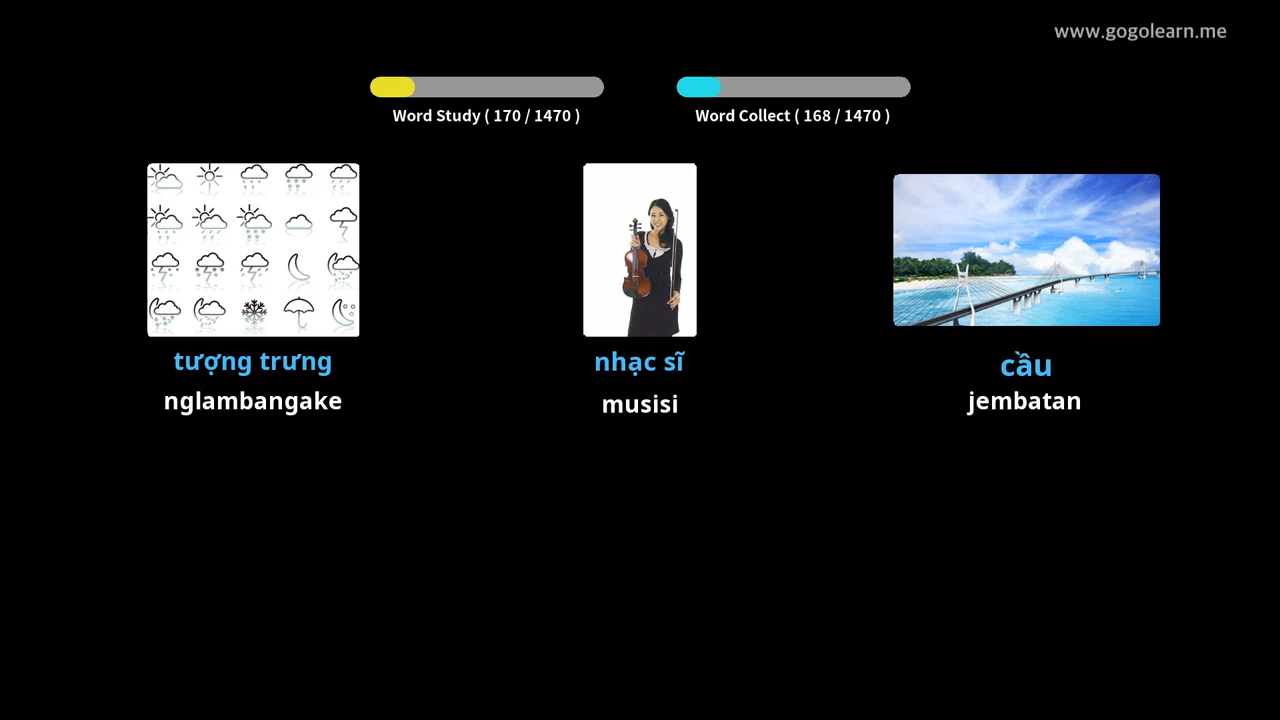 www.gogolearn.me
Word Study ( 170 / 1470 )
Word Collect ( 168 / 1470 )
tượng trưng
nglambangake
nhạc sĩ
musisi
cầu
jembatan